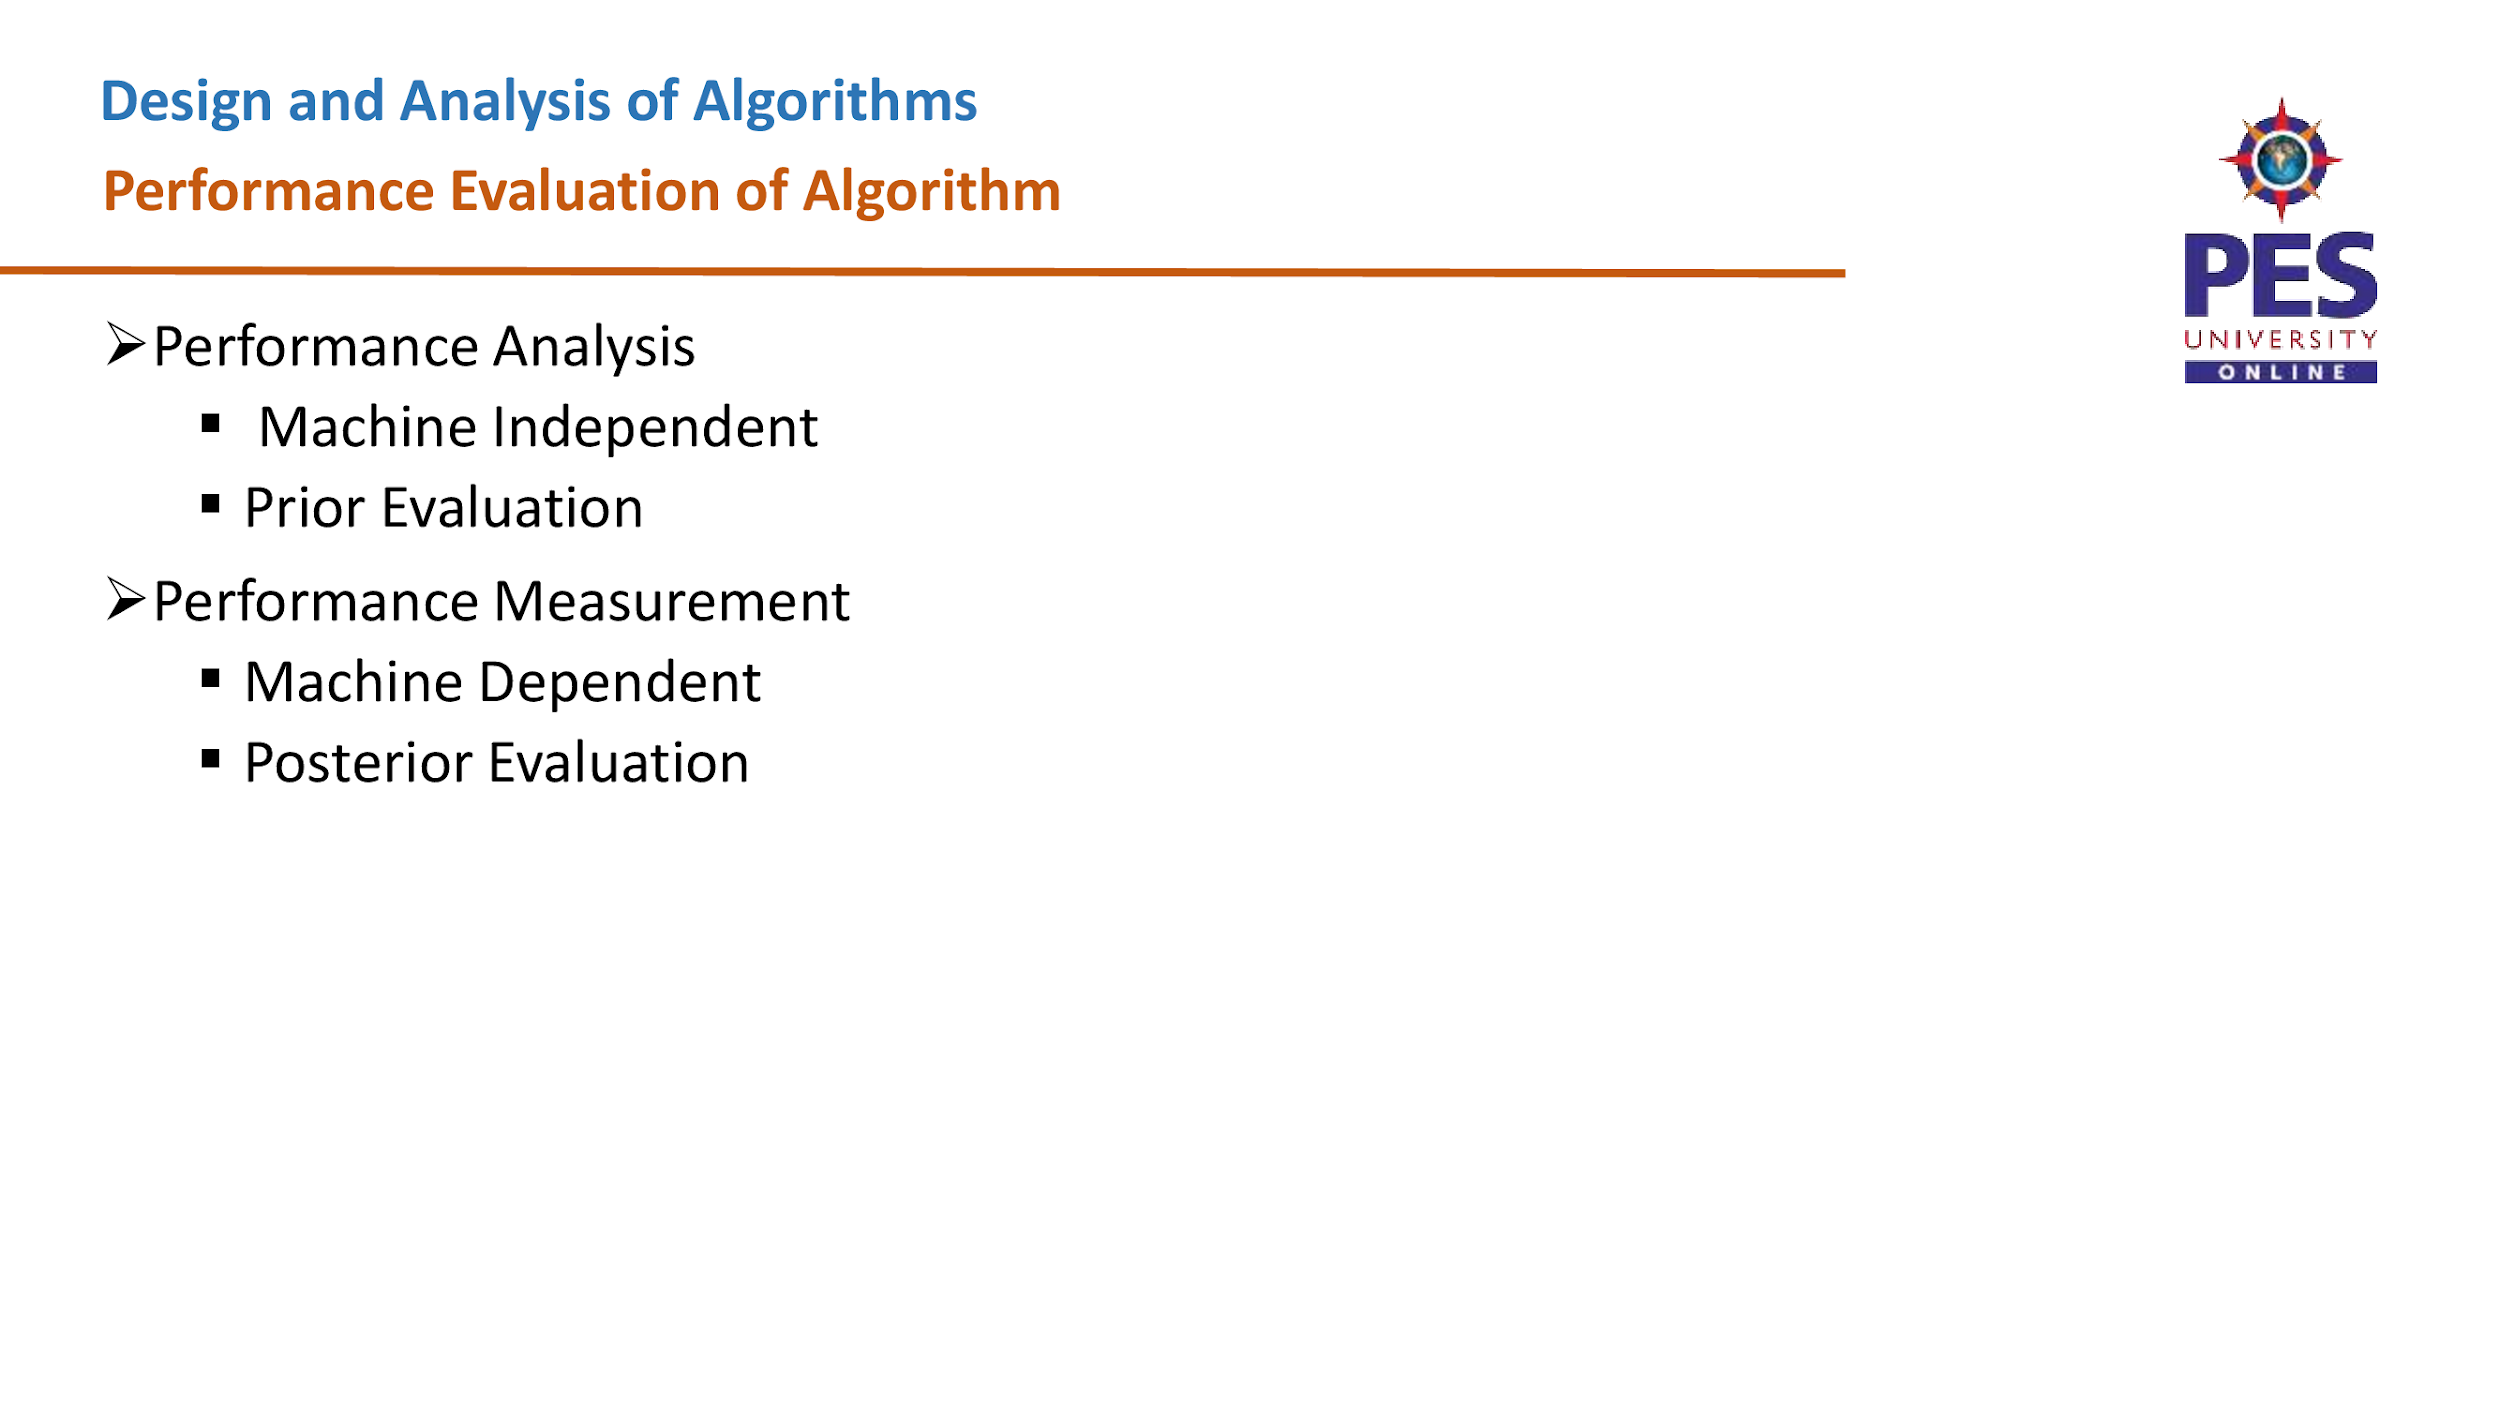 Design and Analysis of Algorithms
Performance Evaluation of Algorithm
PES
UNIVERSITY
ONLINE
➢Performance Analysis
▪ Machine Independent
▪ Prior Evaluation
➢Performance Measurement
▪ Machine Dependent
▪ Posterior Evaluation